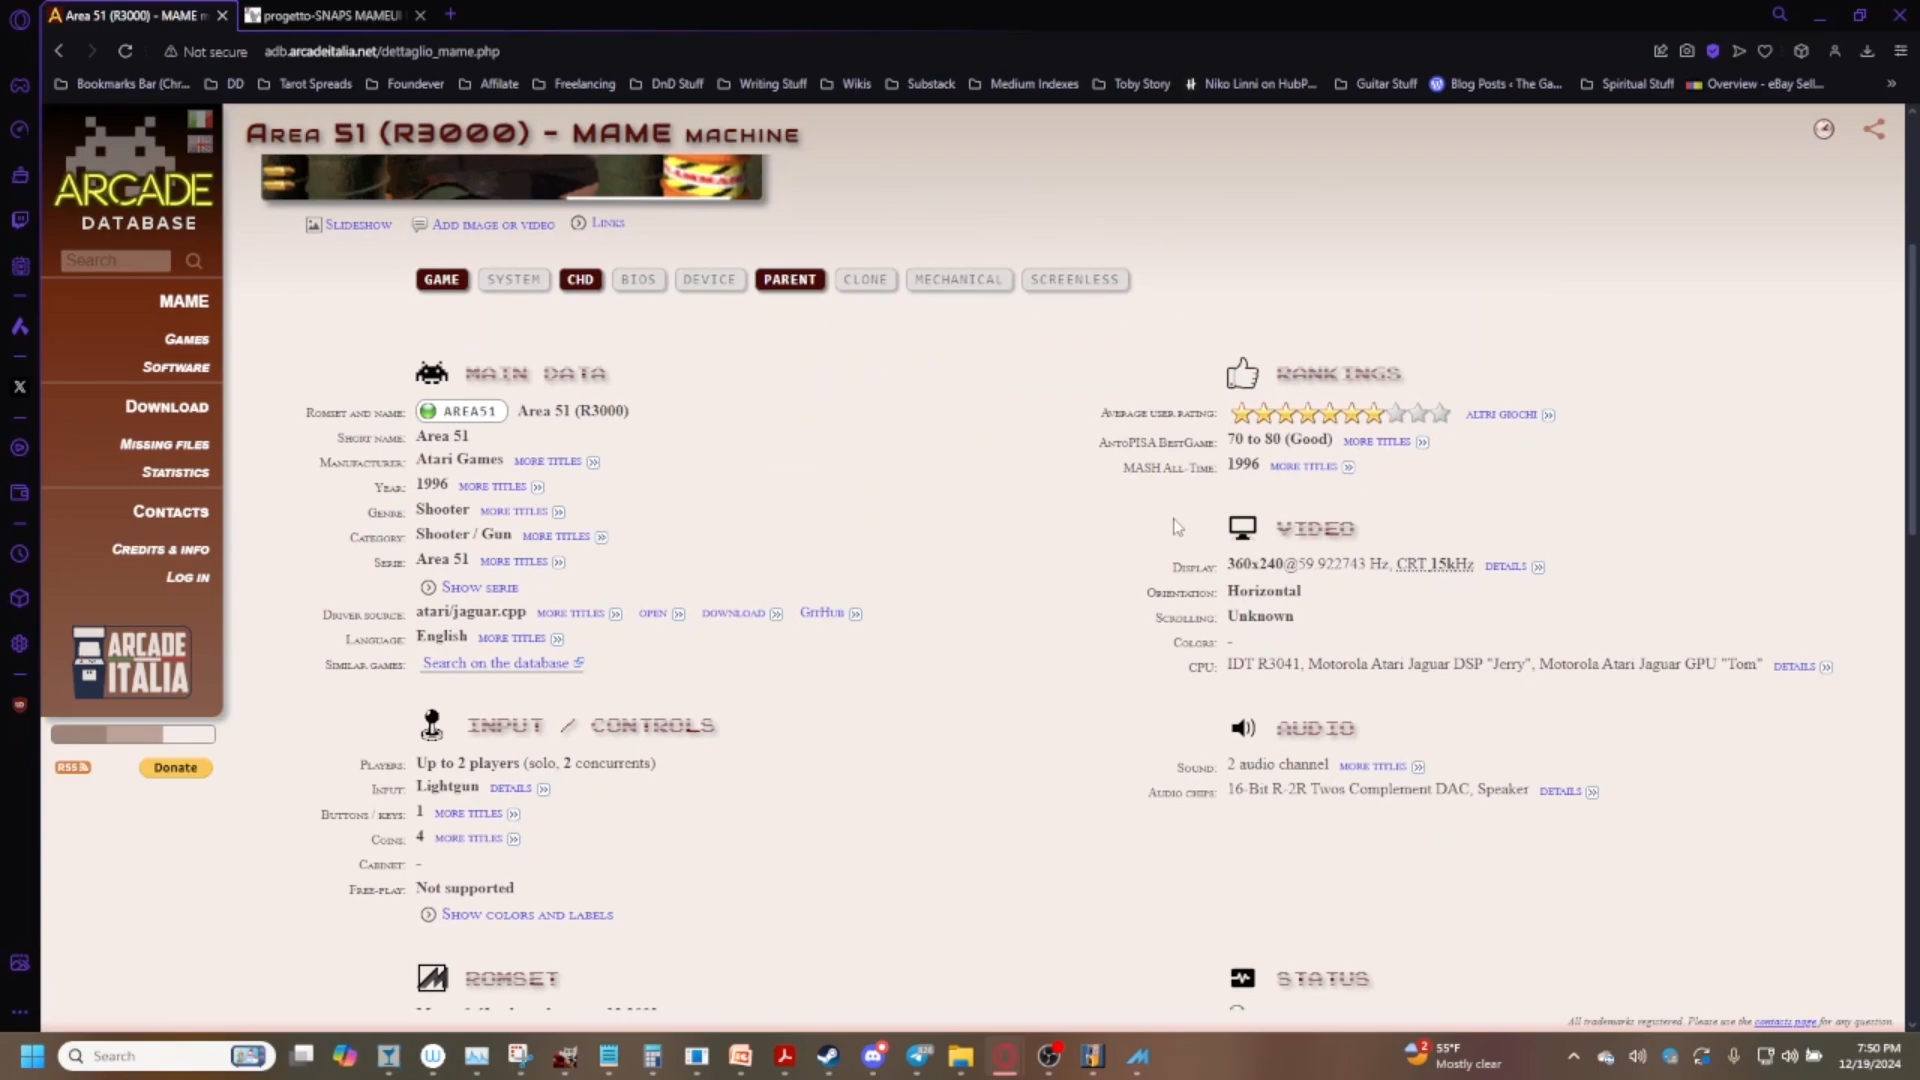 Area 51 (R3000) - MAME m
progetto-SNAPS MAMEUI
Not secure
adb.arcadeitalia.net/dettaglio_mame.php
Bookmarks Bar (Chr...
DD
Tarot Spreads
Foundever
Affilate
Freelancing
DnD Stuff
Writing Stuff
Wikis
Substack
Medium Indexes
Toby Story
Niko Linni on HubP...
Guitar Stuff
Blog Posts ‹ The Ga...
Spiritual Stuff
Overview - eBay Sell...
ARCADE
DATABASE
Search
MAME
Games
Software
Download
Missing files
Statistics
Contacts
Credits & info
Log in
ARCADE
ITALIA
RSS
Donate
Area 51 (R3000) - MAME machine
Slideshow
Add image or video
Links
GAME
SYSTEM
CHD
BIOS
DEVICE
PARENT
CLONE
MECHANICAL
SCREENLESS
MAIN DATA
Romset and name: AREA51 Area 51 (R3000)
Short name: Area 51
Manufacturer: Atari Games more titles
Year: 1996 more titles
Genre: Shooter more titles
Category: Shooter / Gun more titles
Serie: Area 51 more titles
Show serie
Driver source: atari/jaguar.cpp more titles open download GitHub
Language: English more titles
Similar games: Search on the database
INPUT / CONTROLS
Players: Up to 2 players (solo, 2 concurrents)
Input: Lightgun details
Buttons / keys: 1 more titles
Coins: 4 more titles
Cabinet: -
Free-play: Not supported
Show colors and labels
ROMSET
RANKINGS
Average user rating: altri giochi
AntoPISA BestGame: 70 to 80 (Good) more titles
MASH All-Time: 1996 more titles
VIDEO
Display: 360x240@59.922743 Hz, CRT 15kHz details
Orientation: Horizontal
Scrolling: Unknown
Colors: -
CPU: IDT R3041, Motorola Atari Jaguar DSP "Jerry", Motorola Atari Jaguar GPU "Tom" details
AUDIO
Sound: 2 audio channel more titles
Audio chips: 16-Bit R-2R Twos Complement DAC, Speaker details
STATUS
All trademarks registered. Please use the contacts page for any question.
Search
55°F
Mostly clear
7:50 PM
12/19/2024